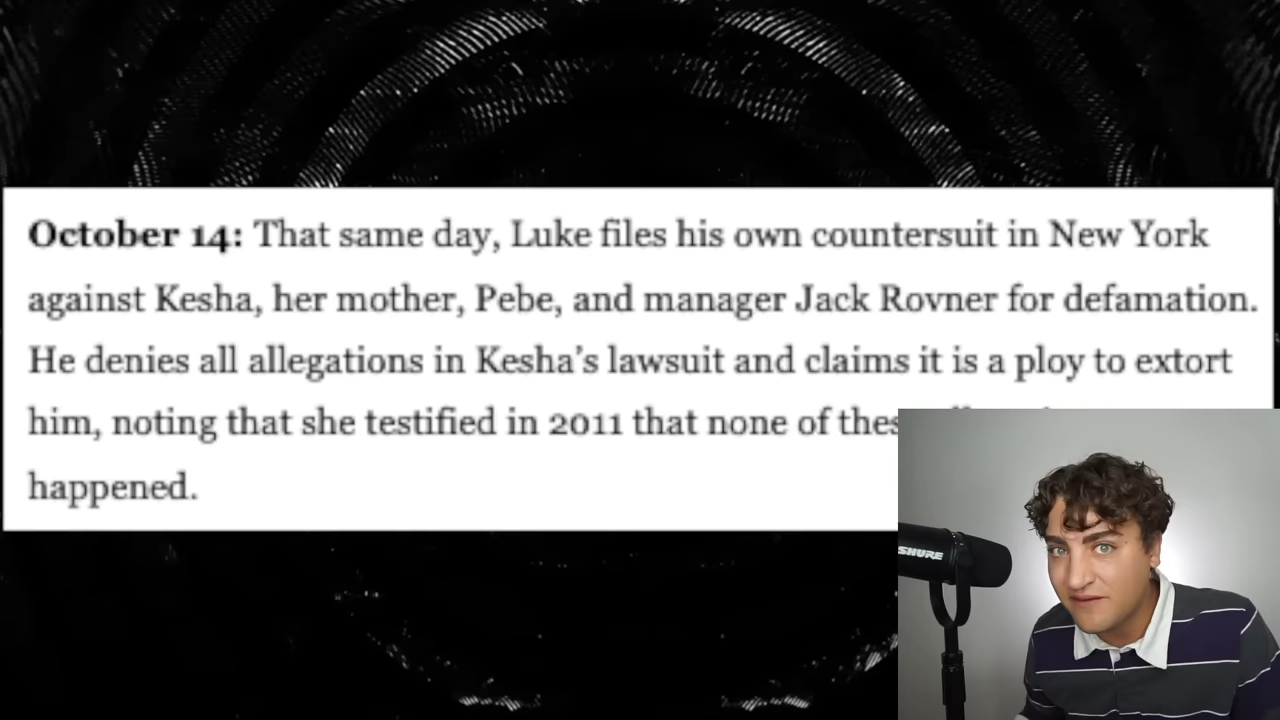 October 14: That same day, Luke files his own countersuit in New York
against Kesha, her mother, Pebe, and manager Jack Rovner for defamation.
He denies all allegations in Kesha’s lawsuit and claims it is a ploy to extort
him, noting that she testified in 2011 that none of
happened.
SHURE